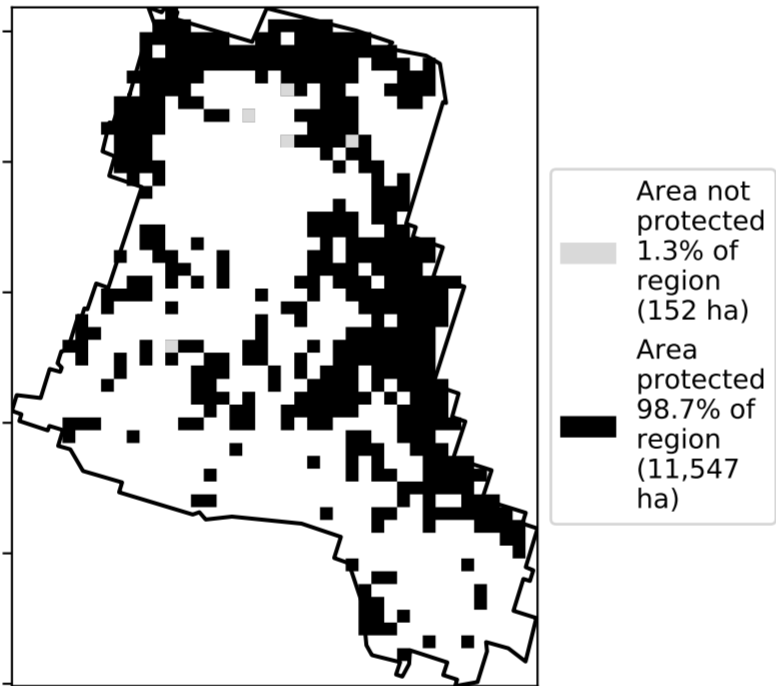 Area not
protected
1.3% of
region
(152 ha)
Area
protected
98.7% of
region
(11,547
ha)